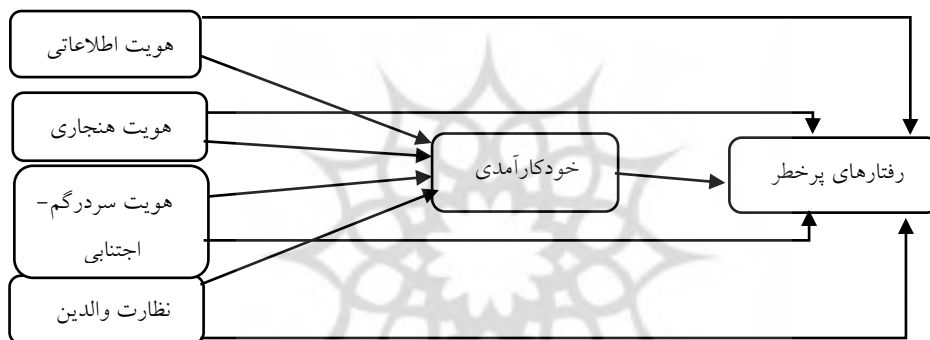 هویت اطلاعاتی
هویت هنجاری
هویت سردرگم-
اجتنابی
نظارت والدین
خودکارآمدی
رفتارهای پرخطر